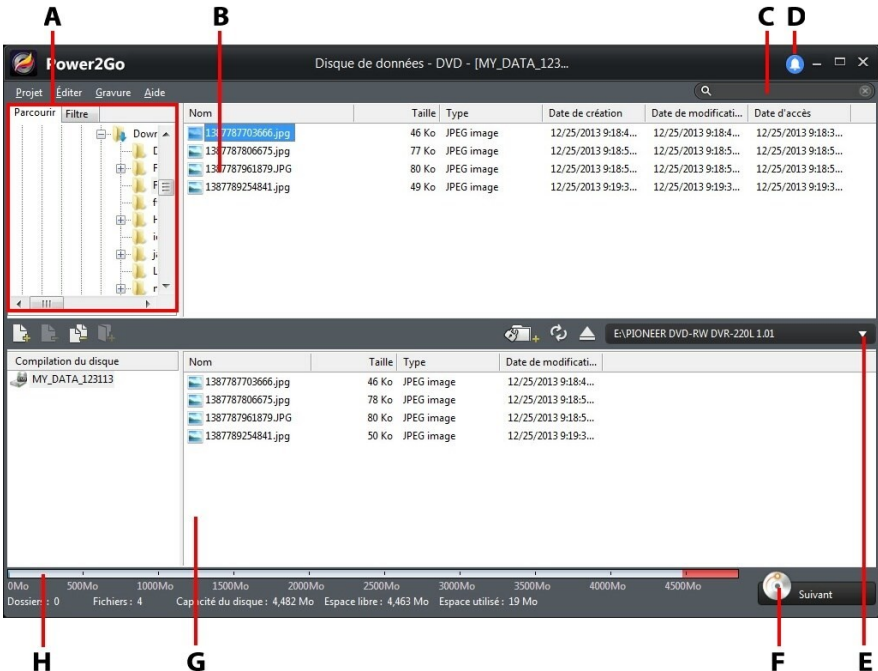 A B C D
Power2Go Disque de données - DVD - [MY_DATA_123...
Projet Éditer Gravure Aide
Parcourir Filtre
Nom Taille Type Date de création Date de modificati... Date d'accès
Downr
1387787703666.jpg 46 Ko JPEG image 12/25/2013 9:18:4... 12/25/2013 9:18:4... 12/25/2013 9:18:3...
1387787806675.jpg 77 Ko JPEG image 12/25/2013 9:18:5... 12/25/2013 9:18:5... 12/25/2013 9:18:5...
1387787961879.JPG 80 Ko JPEG image 12/25/2013 9:18:5... 12/25/2013 9:18:5... 12/25/2013 9:18:5...
1387789254841.jpg 49 Ko JPEG image 12/25/2013 9:19:3... 12/25/2013 9:19:3... 12/25/2013 9:19:3...
E:\PIONEER DVD-RW DVR-220L 1.01
Compilation du disque
MY_DATA_123113
Nom Taille Type Date de modificati...
1387787703666.jpg 46 Ko JPEG image 12/25/2013 9:18:4...
1387787806675.jpg 78 Ko JPEG image 12/25/2013 9:18:5...
1387787961879.JPG 80 Ko JPEG image 12/25/2013 9:18:5...
1387789254841.jpg 50 Ko JPEG image 12/25/2013 9:19:3...
0Mo 500Mo 1000Mo 1500Mo 2000Mo 2500Mo 3000Mo 3500Mo 4000Mo 4500Mo
Dossiers : 0 Fichiers : 4 Capacité du disque : 4,482 Mo Espace libre : 4,463 Mo Espace utilisé : 19 Mo
Suivant
H G F E